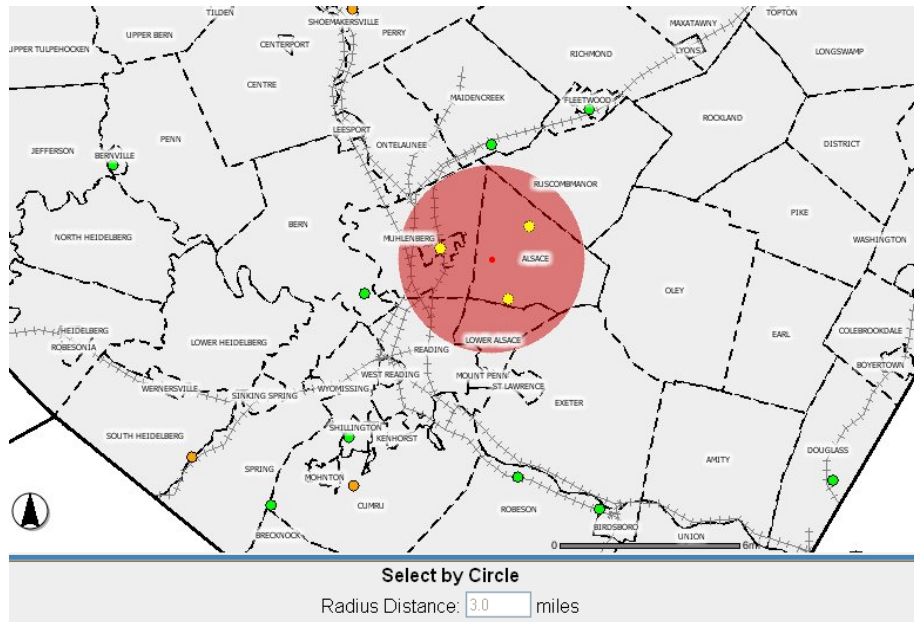 TILDEN
SHOEMAKERSVILLE
PERRY
MAXATAWNY
TOPTON
UPPER BERN
CENTERPORT
UPPER TULPEHOCKEN
RICHMOND
LYONS
LONGSWAMP
CENTRE
MAIDENCREEK
FLEETWOOD
ROCKLAND
LEESPORT
PENN
ONTELAUNEE
DISTRICT
JEFFERSON
BERNVILLE
RUSCOMBMANOR
PIKE
BERN
NORTH HEIDELBERG
MUHLENBERG
WASHINGTON
ALSACE
OLEY
HEIDELBERG
EARL
COLEBROOKDALE
ROBESONIA
LOWER HEIDELBERG
LOWER ALSACE
READING
BOYERTOWN
WEST READING
MOUNT PENN
WERNERSVILLE
WYOMISSING
ST LAWRENCE
SINKING SPRING
EXETER
SHILLINGTON
SOUTH HEIDELBERG
KENHORST
DOUGLASS
AMITY
SPRING
MOHNTON
CUMRU
ROBESON
BIRDSBORO
BRECKNOCK
UNION
0 6m
Select by Circle
Radius Distance: 3.0 miles